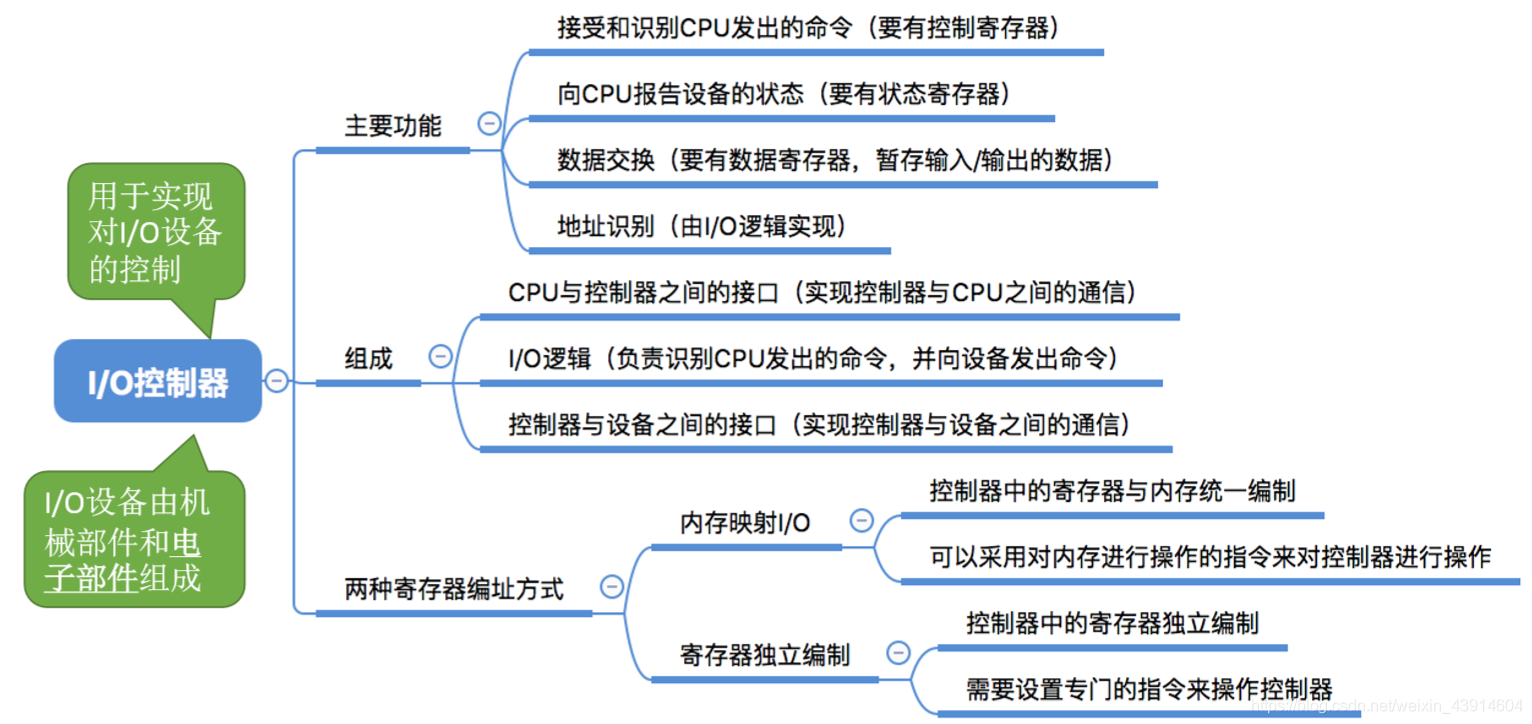 接受和识别CPU发出的命令（要有控制寄存器）
向CPU报告设备的状态（要有状态寄存器）
主要功能
数据交换（要有数据寄存器，暂存输入/输出的数据）
地址识别（由I/O逻辑实现）
用于实现
对I/O设备
的控制
CPU与控制器之间的接口（实现控制器与CPU之间的通信）
组成
I/O逻辑（负责识别CPU发出的命令，并向设备发出命令）
I/O控制器
控制器与设备之间的接口（实现控制器与设备之间的通信）
I/O设备由机
械部件和电
子部件组成
控制器中的寄存器与内存统一编制
内存映射I/O
可以采用对内存进行操作的指令来对控制器进行操作
两种寄存器编址方式
控制器中的寄存器独立编制
寄存器独立编制
需要设置专门的指令来操作控制器
https://blog.csdn.net/weixin_43914604